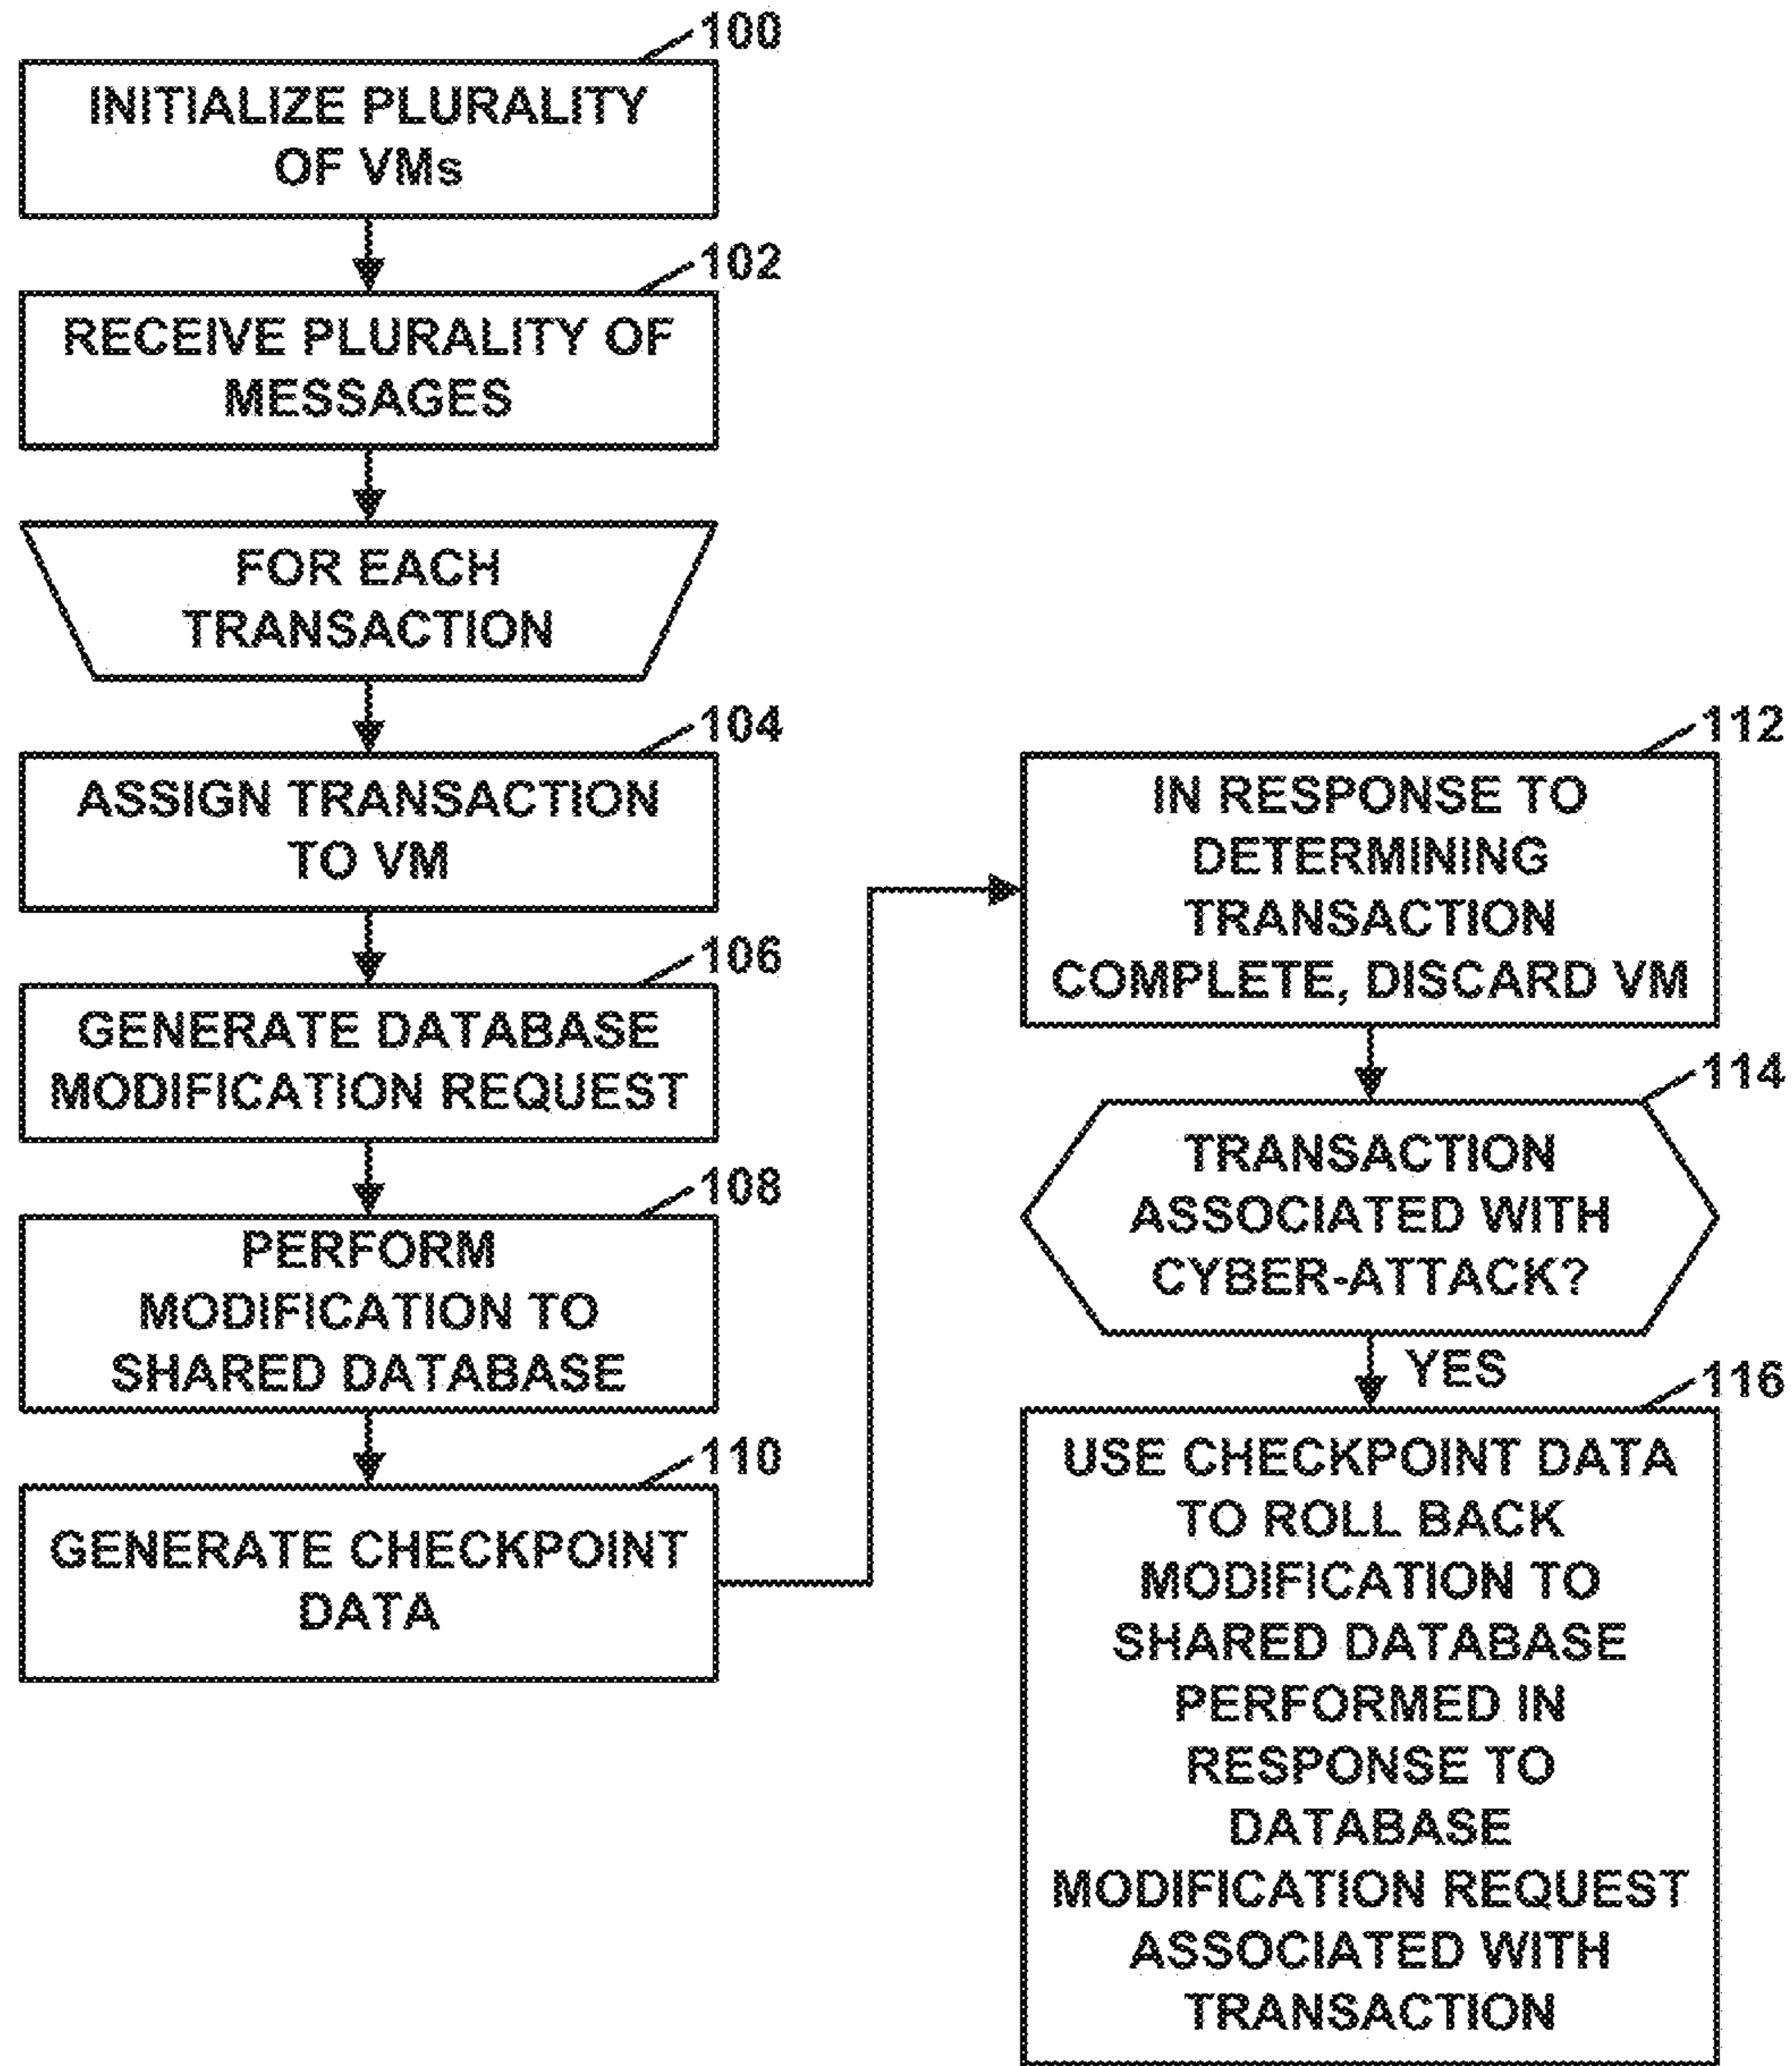 100
INITIALIZE PLURALITY
OF VMs
102
RECEIVE PLURALITY OF
MESSAGES
FOR EACH
TRANSACTION
104
ASSIGN TRANSACTION
TO VM
106
GENERATE DATABASE
MODIFICATION REQUEST
108
PERFORM
MODIFICATION TO
SHARED DATABASE
110
GENERATE CHECKPOINT
DATA
112
IN RESPONSE TO
DETERMINING
TRANSACTION
COMPLETE, DISCARD VM
114
TRANSACTION
ASSOCIATED WITH
CYBER-ATTACK?
YES
116
USE CHECKPOINT DATA
TO ROLL BACK
MODIFICATION TO
SHARED DATABASE
PERFORMED IN
RESPONSE TO
DATABASE
MODIFICATION REQUEST
ASSOCIATED WITH
TRANSACTION